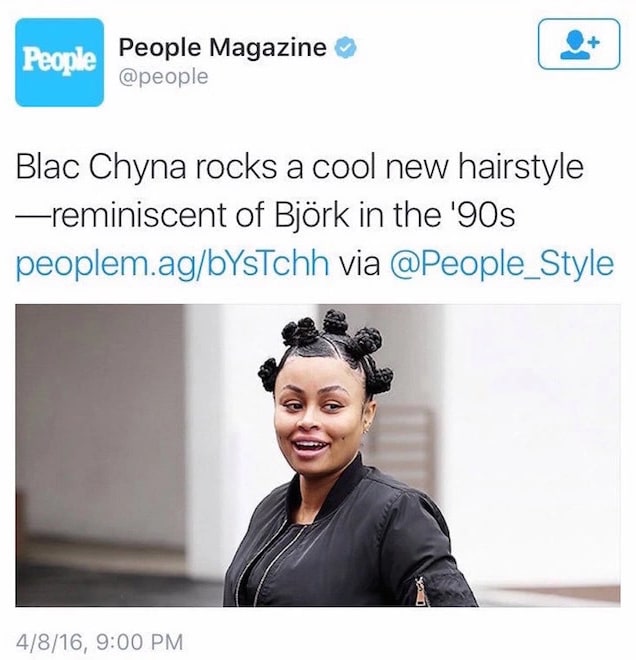 People
People Magazine
@people
Blac Chyna rocks a cool new hairstyle
—reminiscent of Björk in the '90s
peoplem.ag/bYsTchh via @People_Style
4/8/16, 9:00 PM